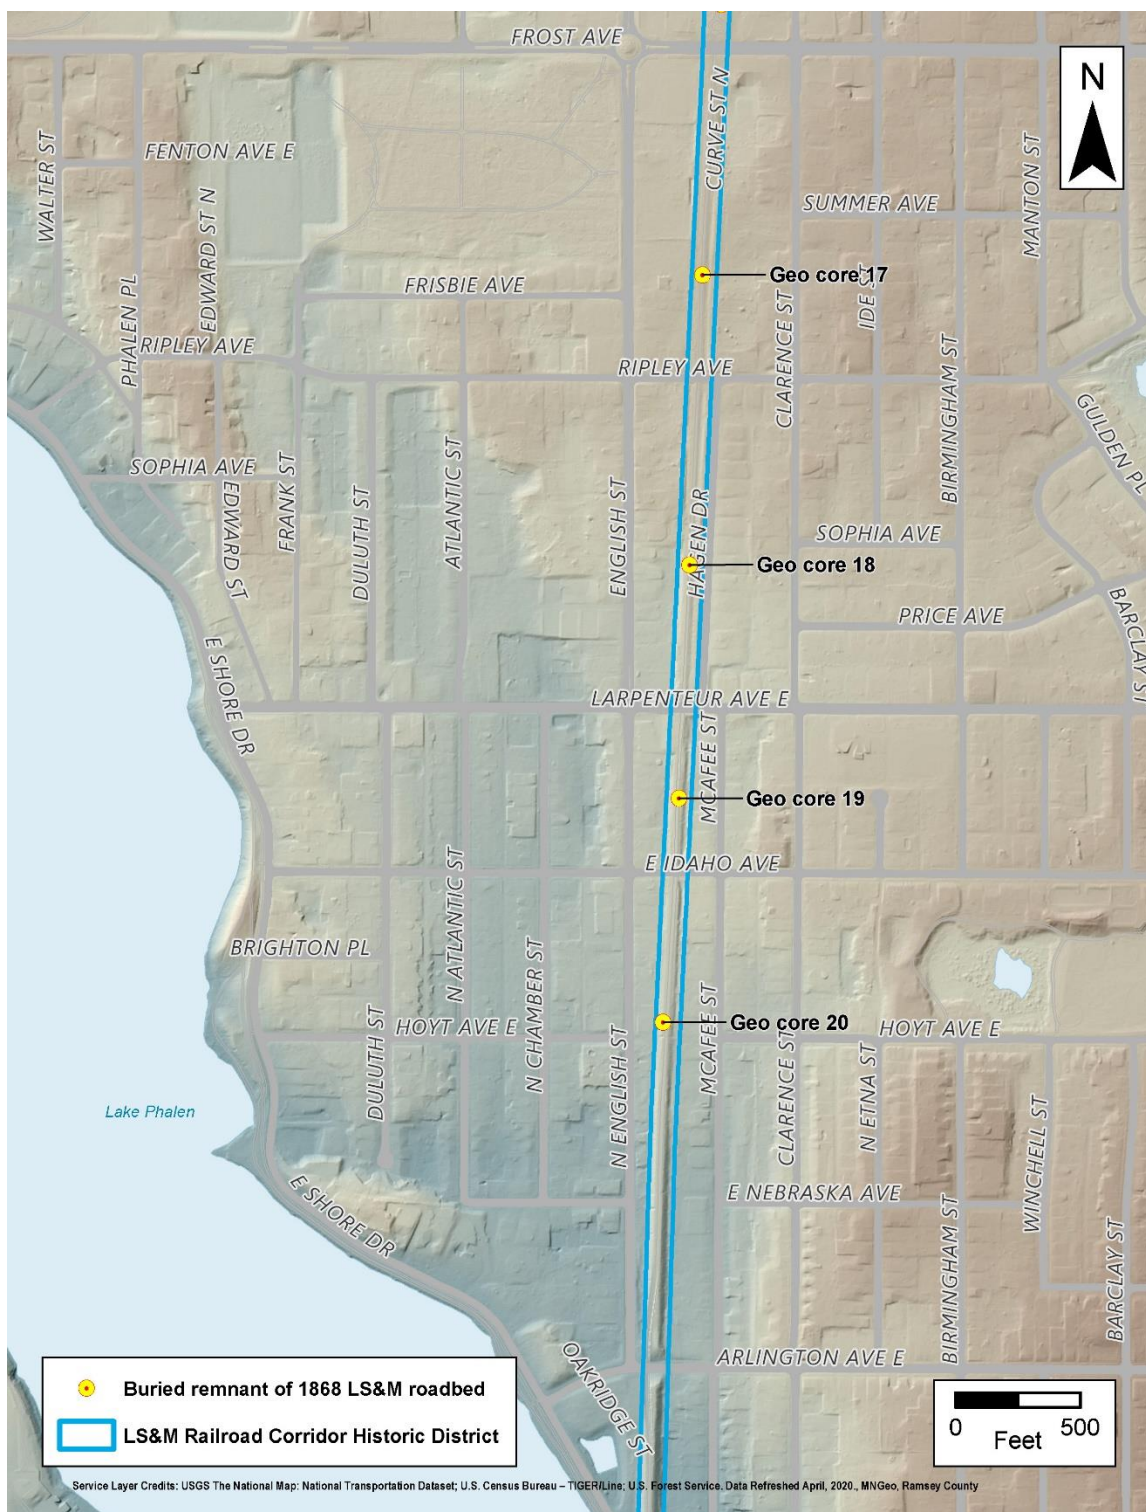 FROST AVE
N
CURVE ST N
WALTER ST
FENTON AVE E
EDWARD ST N
MANTON ST
SUMMER AVE
PHALEN PL
FRISBIE AVE
Geo core 17
IDE ST
CLARENCE ST
RIPLEY AVE
RIPLEY AVE
BIRMINGHAM ST
GULDEN PL
SOPHIA AVE
EDWARD ST
FRANK ST
DULUTH ST
ATLANTIC ST
ENGLISH ST
HAGEN DR
SOPHIA AVE
Geo core 18
PRICE AVE
BARCLAY ST
E SHORE DR
LARPENTEUR AVE E
MCAFEE ST
Geo core 19
E IDAHO AVE
N ATLANTIC ST
BRIGHTON PL
N CHAMBER ST
DULUTH ST
HOYT AVE E
Geo core 20
HOYT AVE E
N ENGLISH ST
MCAFEE ST
CLARENCE ST
N ETNA ST
WINCHELL ST
Lake Phalen
E NEBRASKA AVE
E SHORE DR
BIRMINGHAM ST
BARCLAY ST
OAKRIDGE ST
ARLINGTON AVE E
Buried remnant of 1868 LS&M roadbed
LS&M Railroad Corridor Historic District
0 500
Feet
Service Layer Credits: USGS The National Map: National Transportation Dataset; U.S. Census Bureau – TIGER/Line; U.S. Forest Service. Data Refreshed April, 2020., MNGeo, Ramsey County